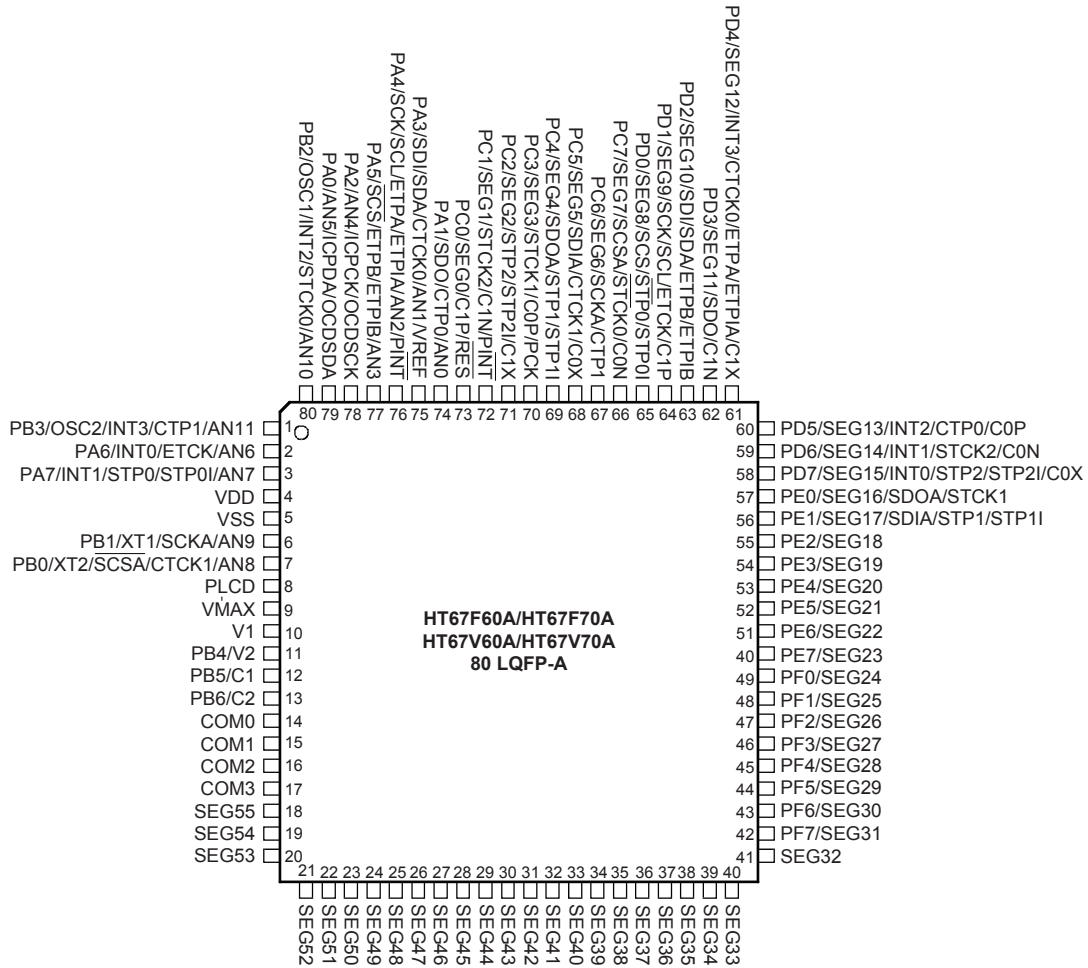 PB2/OSC1/INT2/STCK0/AN10
PA0/AN5/ICPDA/OCDSDA
PA2/AN4/ICPCK/OCDSCK
PA5/SCS/ETPB/ETPIB/AN3
PA4/SCK/SCL/ETPA/ETPIA/AN2/PINT
PA3/SDI/SDA/CTCK0/AN1/VREF
PA1/SDO/CTP0/AN0
PC0/SEG0/C1P/RES
PC1/SEG1/STCK2/C1N/PINT
PC2/SEG2/STP2/STP2I/C1X
PC3/SEG3/STCK1/C0P/PCK
PC4/SEG4/SDOA/STP1/STP1I
PC5/SEG5/SDIA/CTCK1/C0X
PC6/SEG6/SCKA/CTP1
PC7/SEG7/SCSA/STCK0/C0N
PD0/SEG8/SCS/STP0/STP0I
PD1/SEG9/SCK/SCL/ETCK/C1P
PD2/SEG10/SDI/SDA/ETPB/ETPIB
PD3/SEG11/SDO/C1N
PD4/SEG12/INT3/CTCK0/ETPA/ETPIA/C1X
80 79 78 77 76 75 74 73 72 71 70 69 68 67 66 65 64 63 62 61
PB3/OSC2/INT3/CTP1/AN11 1
PA6/INT0/ETCK/AN6 2
PA7/INT1/STP0/STP0I/AN7 3
VDD 4
VSS 5
PB1/XT1/SCKA/AN9 6
PB0/XT2/SCSA/CTCK1/AN8 7
PLCD 8
VMAX 9
V1 10
PB4/V2 11
PB5/C1 12
PB6/C2 13
COM0 14
COM1 15
COM2 16
COM3 17
SEG55 18
SEG54 19
SEG53 20
HT67F60A/HT67F70A
HT67V60A/HT67V70A
80 LQFP-A
60 PD5/SEG13/INT2/CTP0/C0P
59 PD6/SEG14/INT1/STCK2/C0N
58 PD7/SEG15/INT0/STP2/STP2I/C0X
57 PE0/SEG16/SDOA/STCK1
56 PE1/SEG17/SDIA/STP1/STP1I
55 PE2/SEG18
54 PE3/SEG19
53 PE4/SEG20
52 PE5/SEG21
51 PE6/SEG22
40 PE7/SEG23
49 PF0/SEG24
48 PF1/SEG25
47 PF2/SEG26
46 PF3/SEG27
45 PF4/SEG28
44 PF5/SEG29
43 PF6/SEG30
42 PF7/SEG31
41 SEG32
21 22 23 24 25 26 27 28 29 30 31 32 33 34 35 36 37 38 39 40
SEG52
SEG51
SEG50
SEG49
SEG48
SEG47
SEG46
SEG45
SEG44
SEG43
SEG42
SEG41
SEG40
SEG39
SEG38
SEG37
SEG36
SEG35
SEG34
SEG33